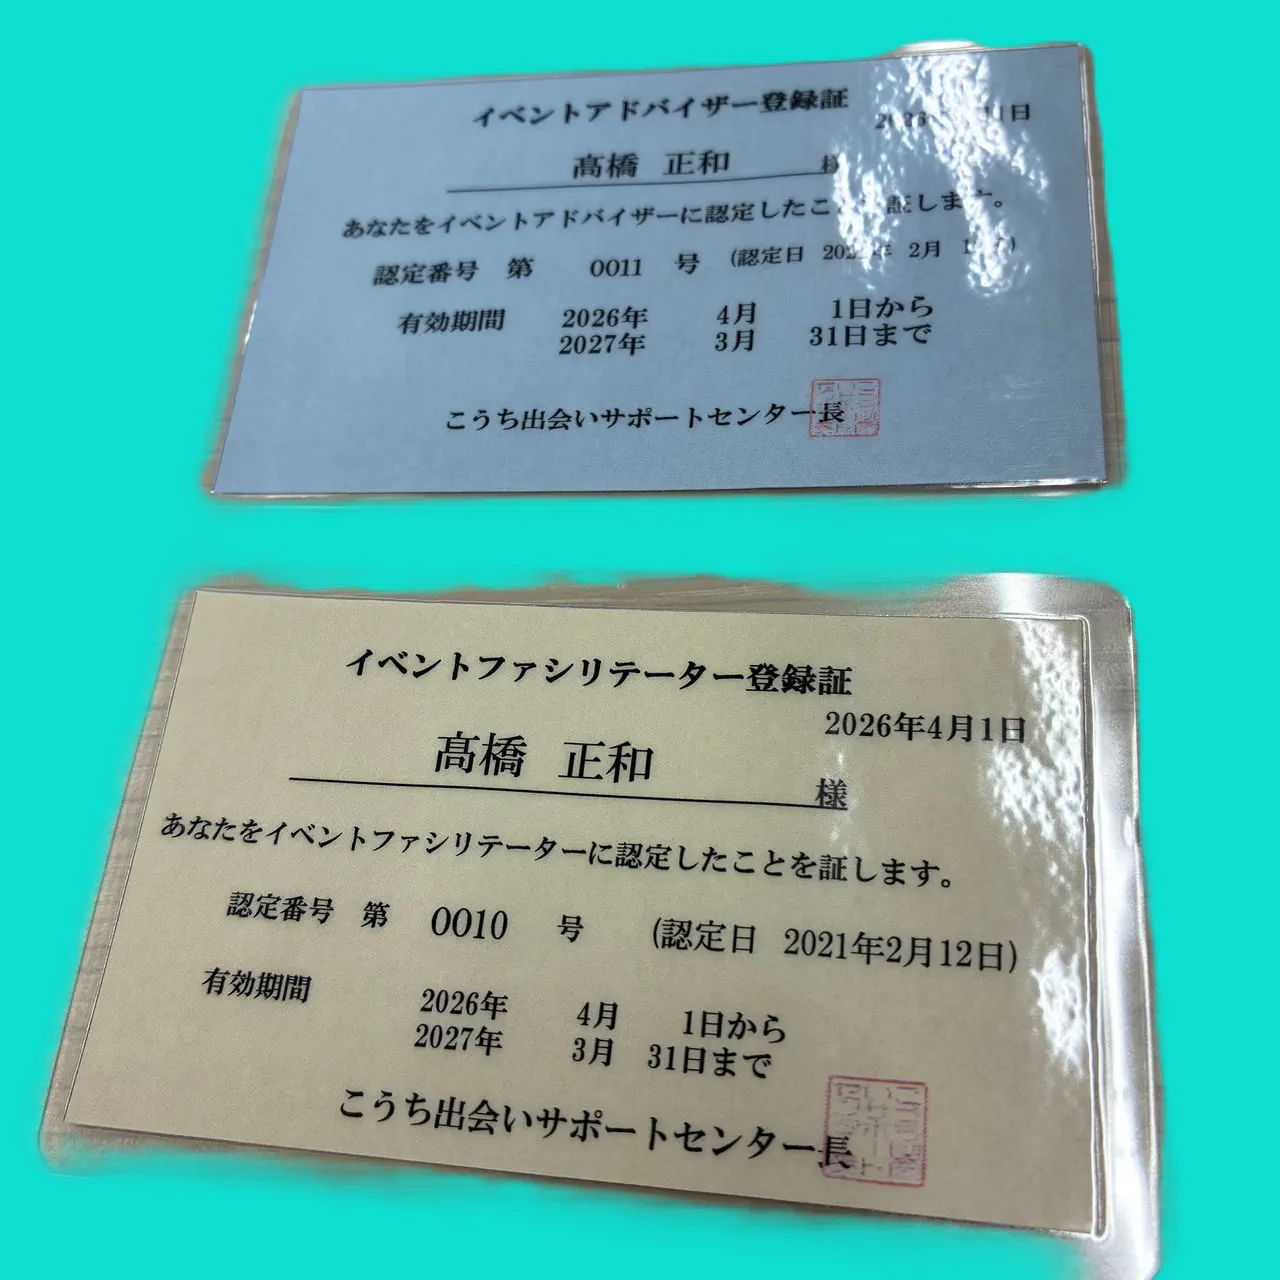 イベントアドバイザー登録証
髙橋 正和 様
あなたをイベントアドバイザーに認定したこ 証します。
認定番号 第 0011 号 (認定日 2月
有効期間 2026年 4月 1日から
2027年 3月 31日まで
こうち出会いサポートセンター長
イベントファシリテーター登録証
2026年4月1日
髙橋 正和 様
あなたをイベントファシリテーターに認定したことを証します。
認定番号 第 0010 号 (認定日 2021年2月12日)
有効期間 2026年 4月 1日から
2027年 3月 31日まで
こうち出会いサポートセンター長